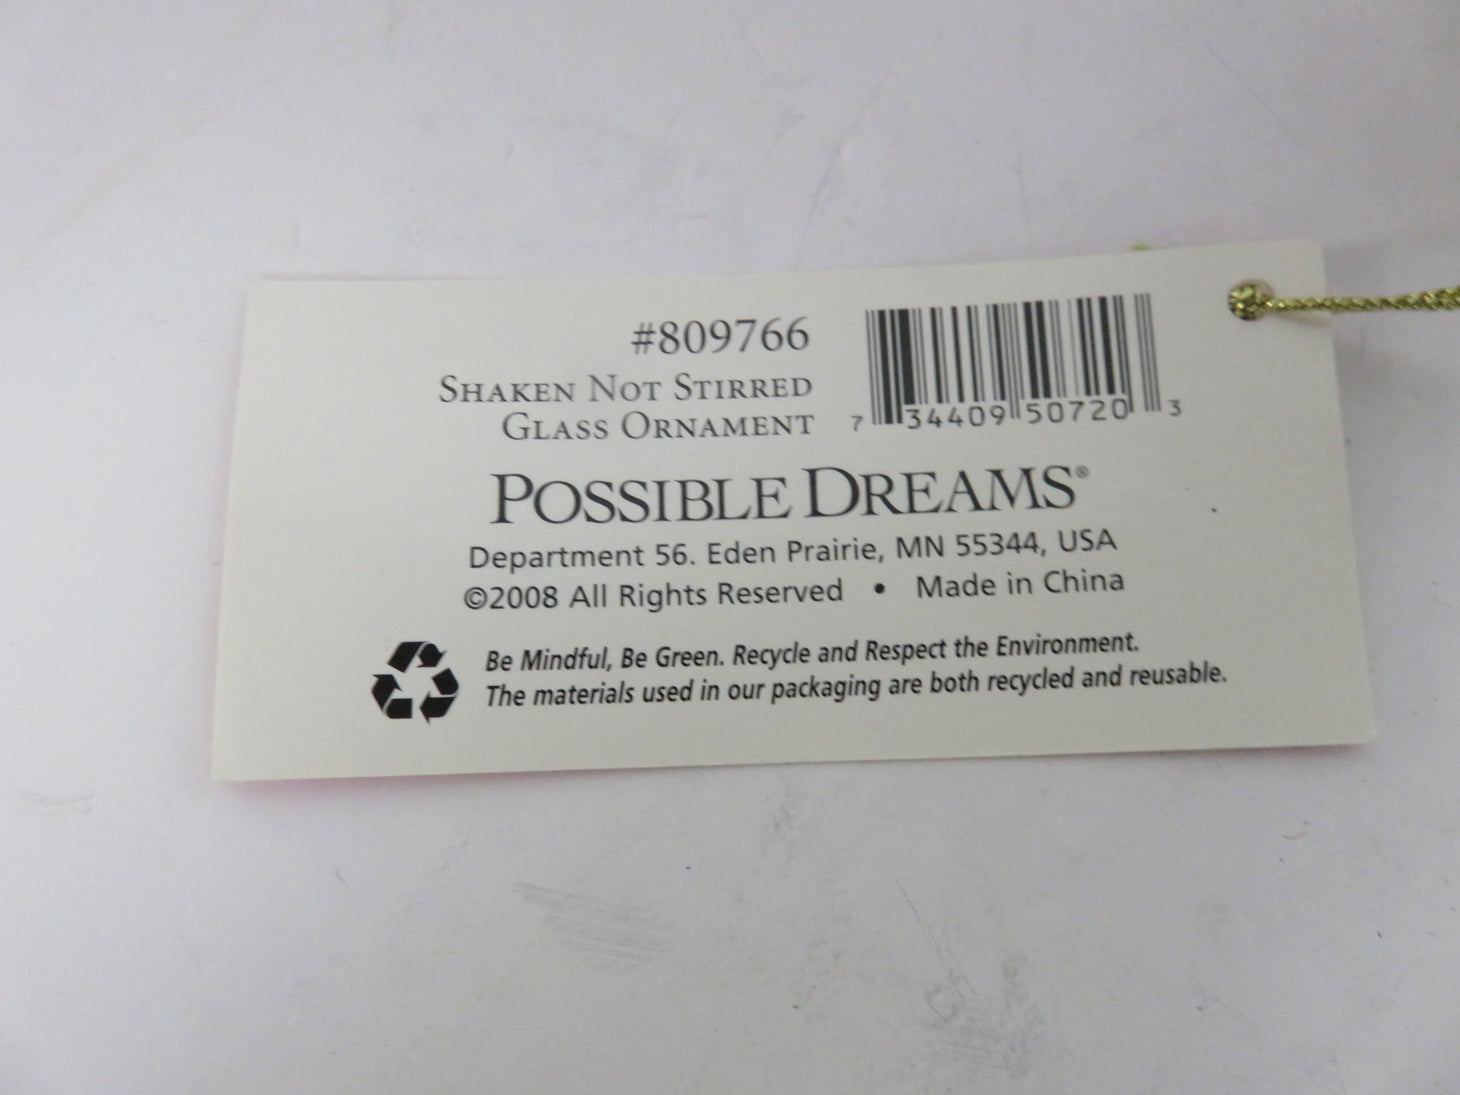 #809766
Shaken Not Stirred
Glass Ornament
7 34409 50720 3
Possible Dreams®
Department 56. Eden Prairie, MN 55344, USA
©2008 All Rights Reserved • Made in China
Be Mindful, Be Green. Recycle and Respect the Environment.
The materials used in our packaging are both recycled and reusable.